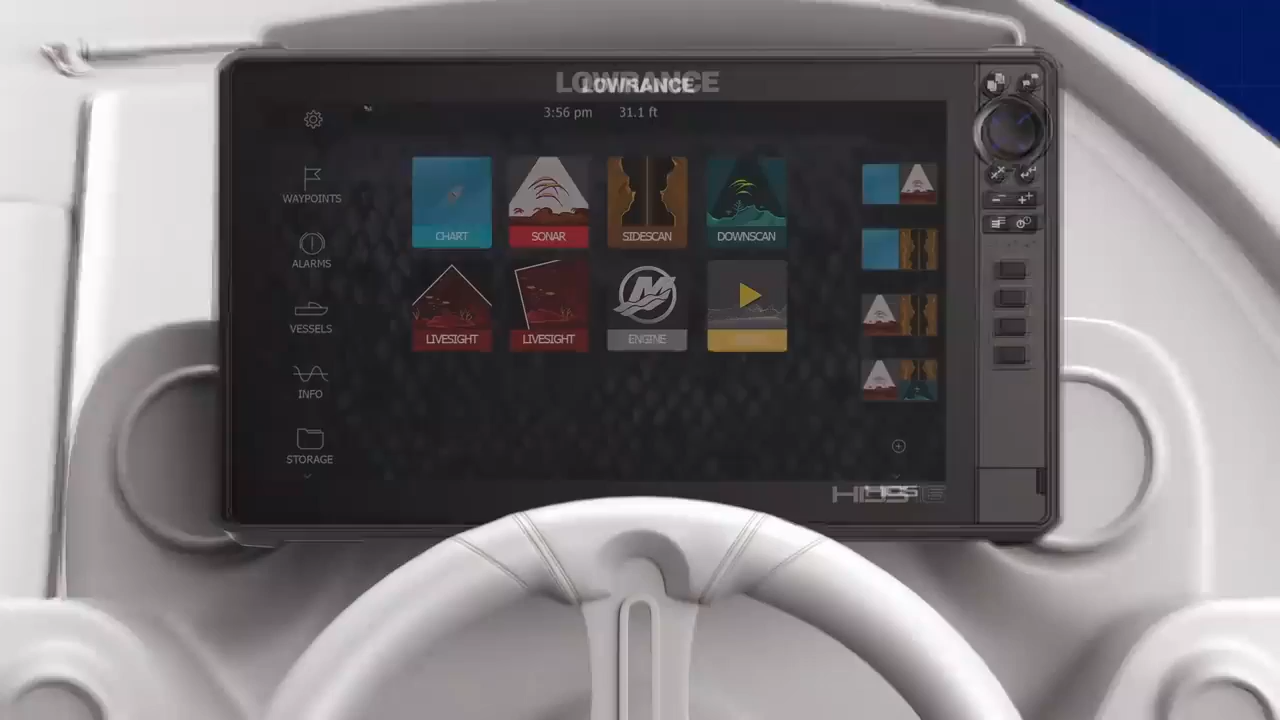 LOWRANCE
3:56 pm 31.1 ft
WAYPOINTS
ALARMS
VESSELS
INFO
STORAGE
CHART
SONAR
SIDESCAN
DOWNSCAN
LIVESIGHT
LIVESIGHT
ENGINE
HDS